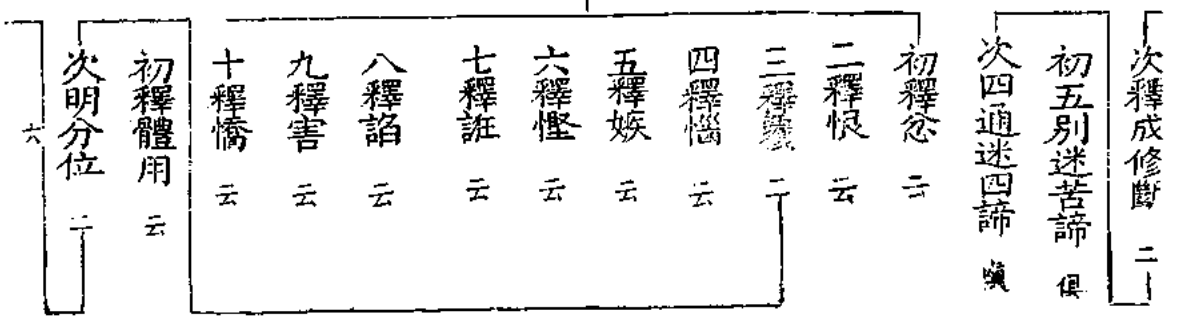 次釋成修斷 二
初五別迷苦諦 俱
次四通迷四諦
初釋忿 云
二釋恨 云
三釋 二
四釋惱 云
五釋嫉 云
六釋慳 云
七釋誑 云
八釋諂 云
九釋害 云
十釋憍 云
初釋體用 云
次明分位 二
六